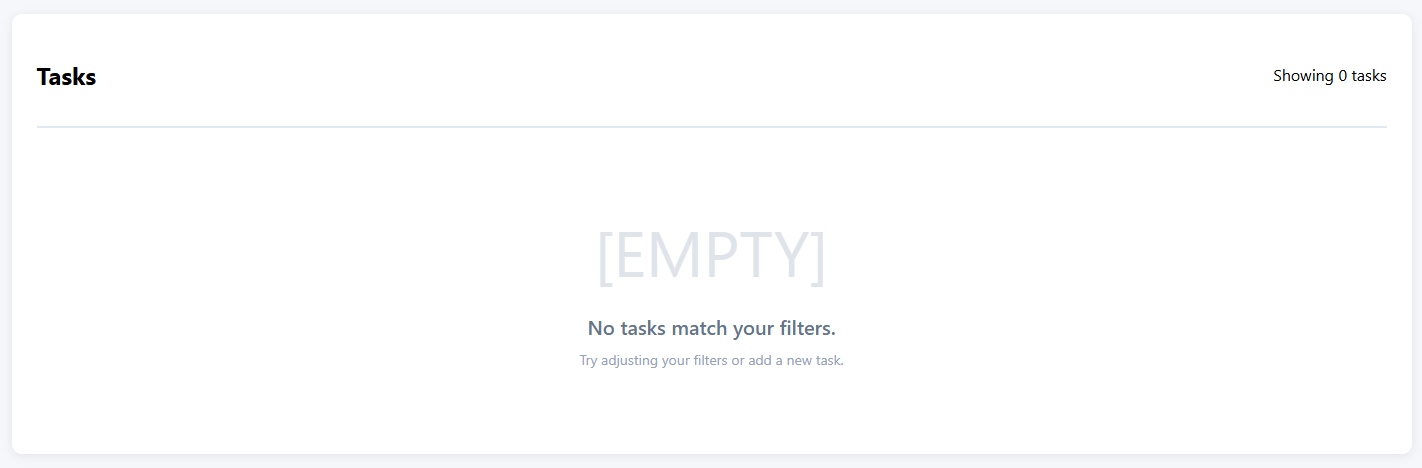 Tasks
Showing 0 tasks
[EMPTY]
No tasks match your filters.
Try adjusting your filters or add a new task.